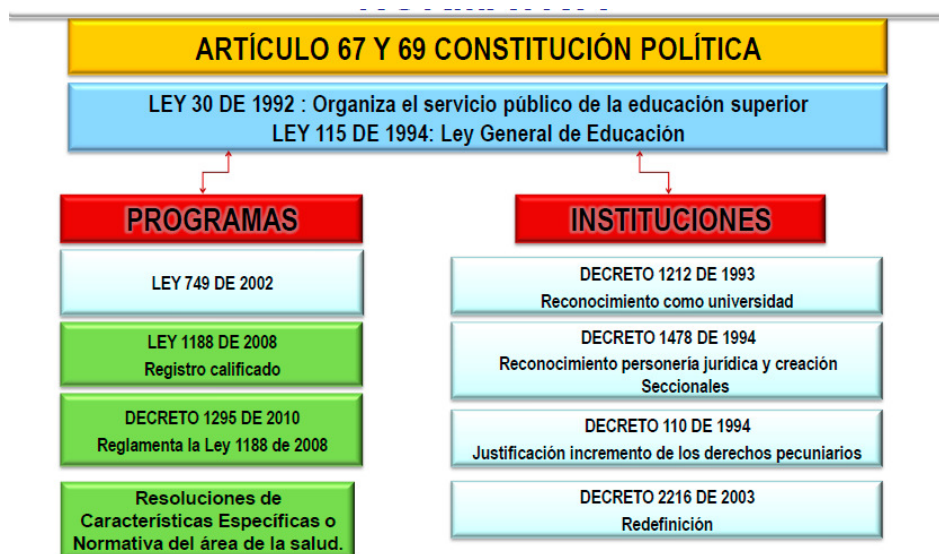 ARTÍCULO 67 Y 69 CONSTITUCIÓN POLÍTICA
LEY 30 DE 1992 : Organiza el servicio público de la educación superior
LEY 115 DE 1994: Ley General de Educación
PROGRAMAS
LEY 749 DE 2002
LEY 1188 DE 2008
Registro calificado
DECRETO 1295 DE 2010
Reglamenta la Ley 1188 de 2008
Resoluciones de
Características Específicas o
Normativa del área de la salud.
INSTITUCIONES
DECRETO 1212 DE 1993
Reconocimiento como universidad
DECRETO 1478 DE 1994
Reconocimiento personería jurídica y creación
Seccionales
DECRETO 110 DE 1994
Justificación incremento de los derechos pecuniarios
DECRETO 2216 DE 2003
Redefinición